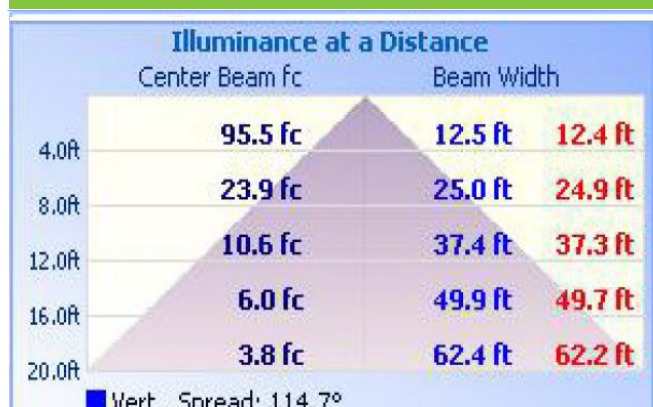 Illuminance at a Distance
Center Beam fc Beam Width
4.0ft 95.5 fc 12.5 ft 12.4 ft
8.0ft 23.9 fc 25.0 ft 24.9 ft
12.0ft 10.6 fc 37.4 ft 37.3 ft
16.0ft 6.0 fc 49.9 ft 49.7 ft
20.0ft 3.8 fc 62.4 ft 62.2 ft
Vert. Spread: 114.7°